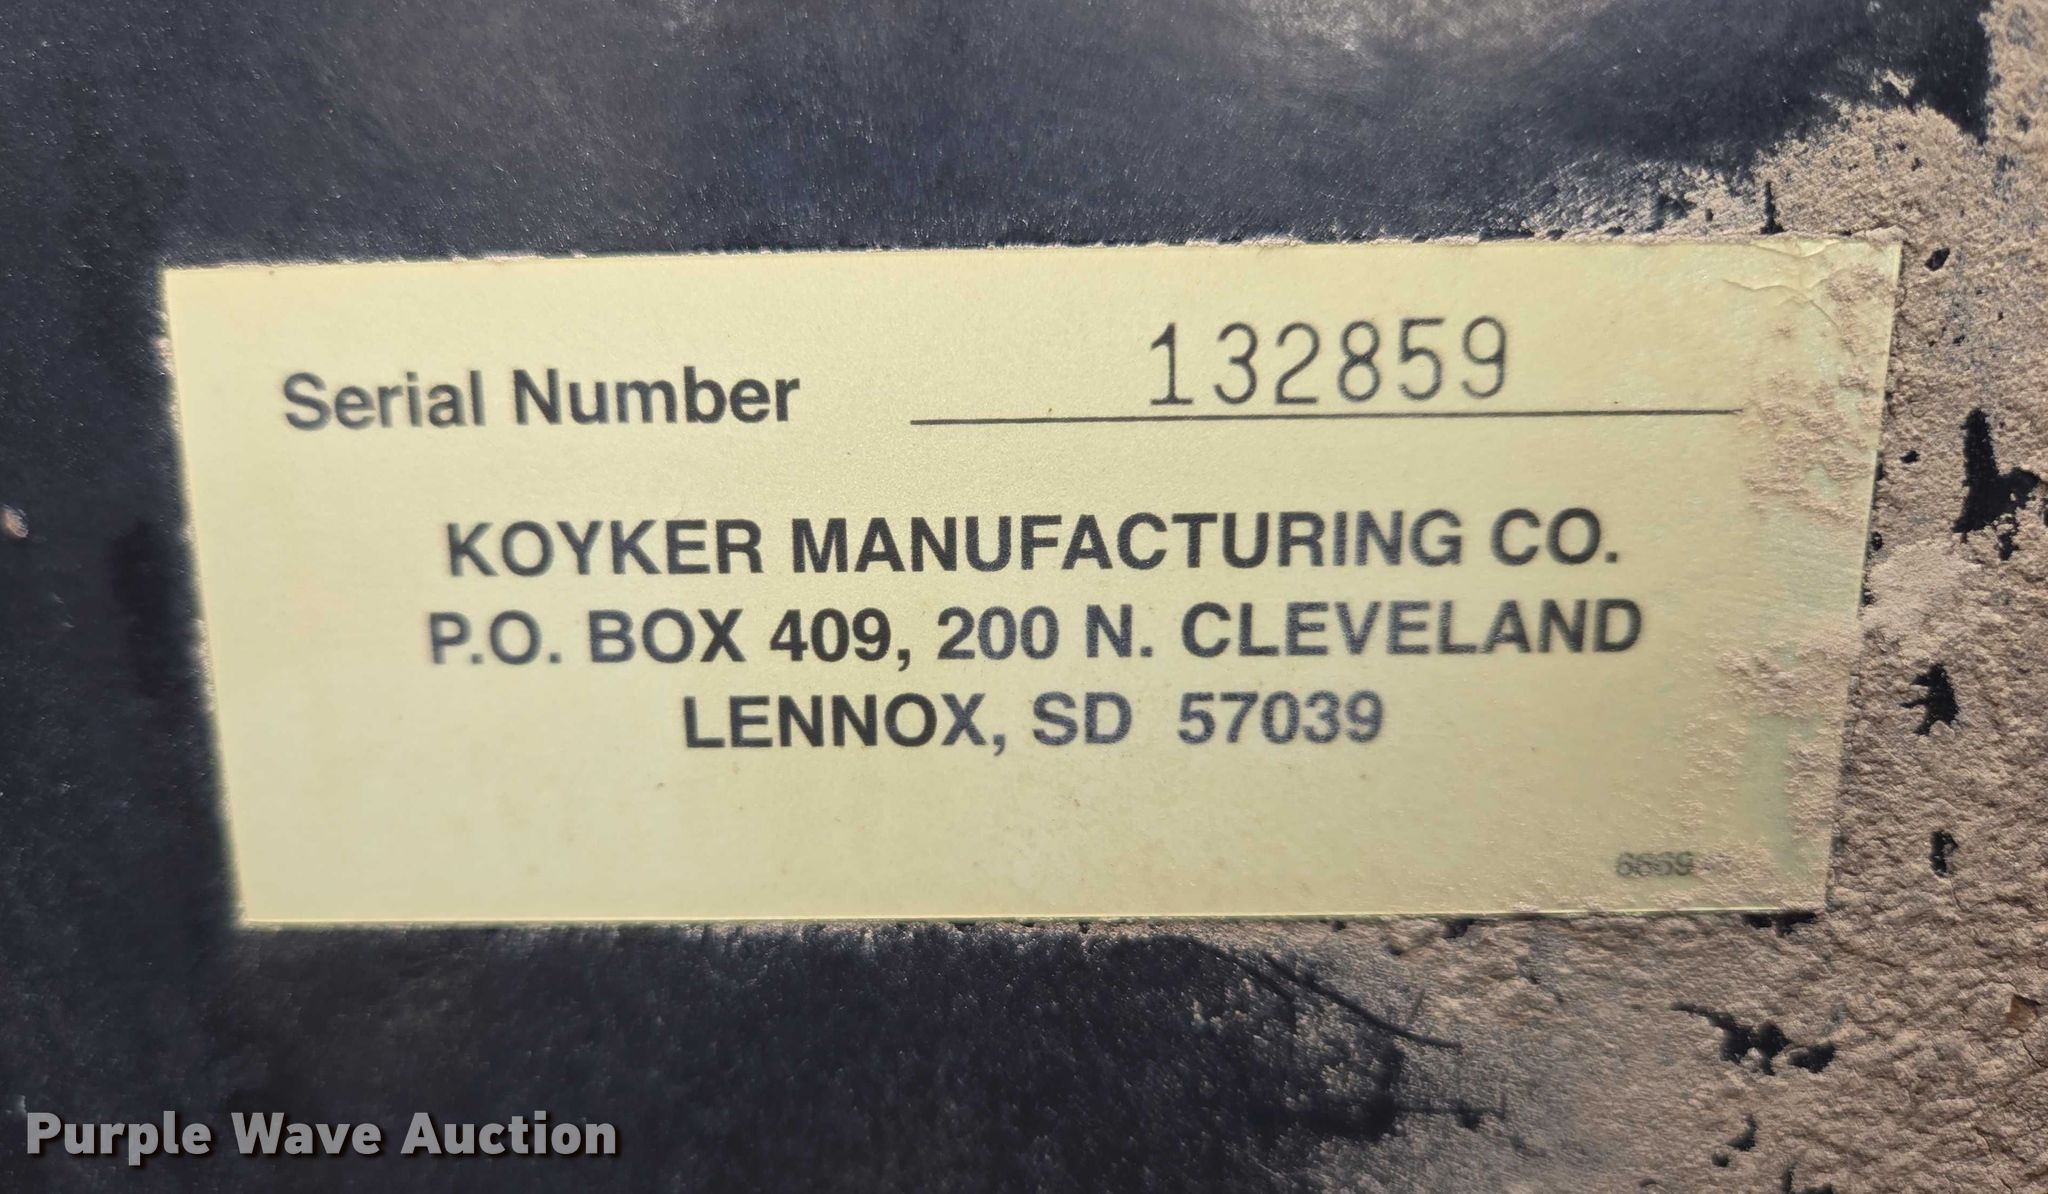 Serial Number 132859
KOYKER MANUFACTURING CO.
P.O. BOX 409, 200 N. CLEVELAND
LENNOX, SD 57039
6669
Purple Wave Auction